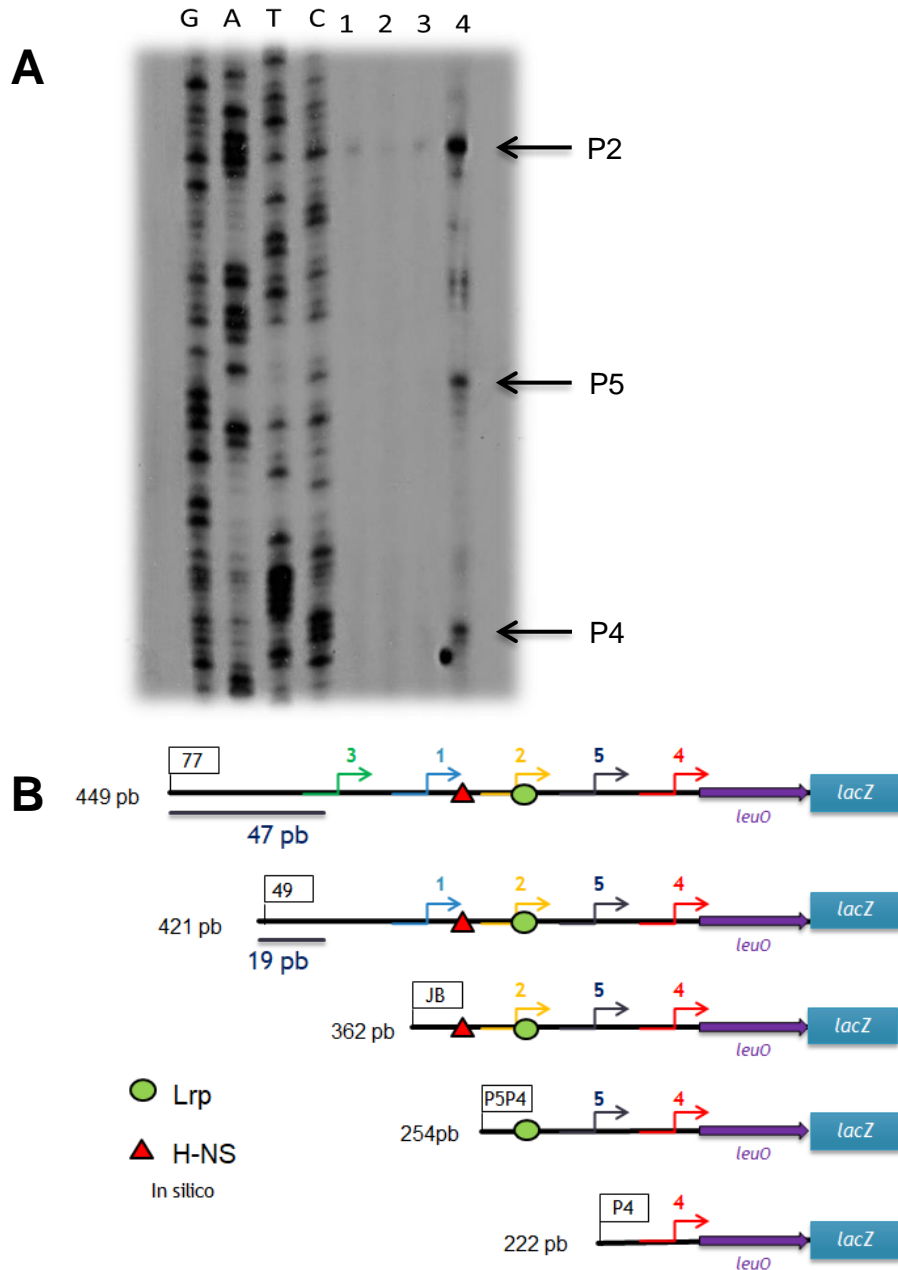 A
G A T C 1 2 3 4
P2
P5
P4
B
77
3 1 2 5 4
449 pb
47 pb
leuO
lacZ
49
1 2 5 4
421 pb
19 pb
leuO
lacZ
JB
2 5 4
362 pb
leuO
lacZ
P5P4
5 4
254pb
leuO
lacZ
P4
4
222 pb
leuO
lacZ
Lrp
H-NS
In silico